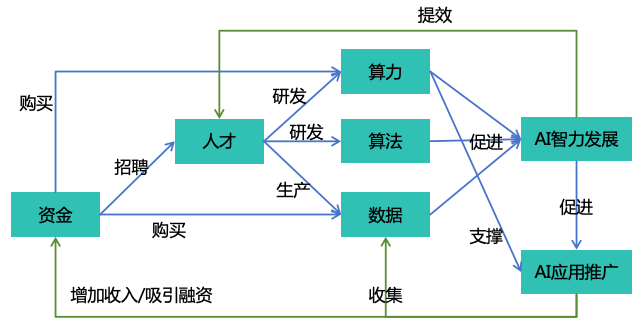 提效
算力
购买
研发
人才
研发
算法
促进
AI智力发展
招聘
生产
资金
数据
促进
购买
支撑
AI应用推广
增加收入/吸引融资
收集